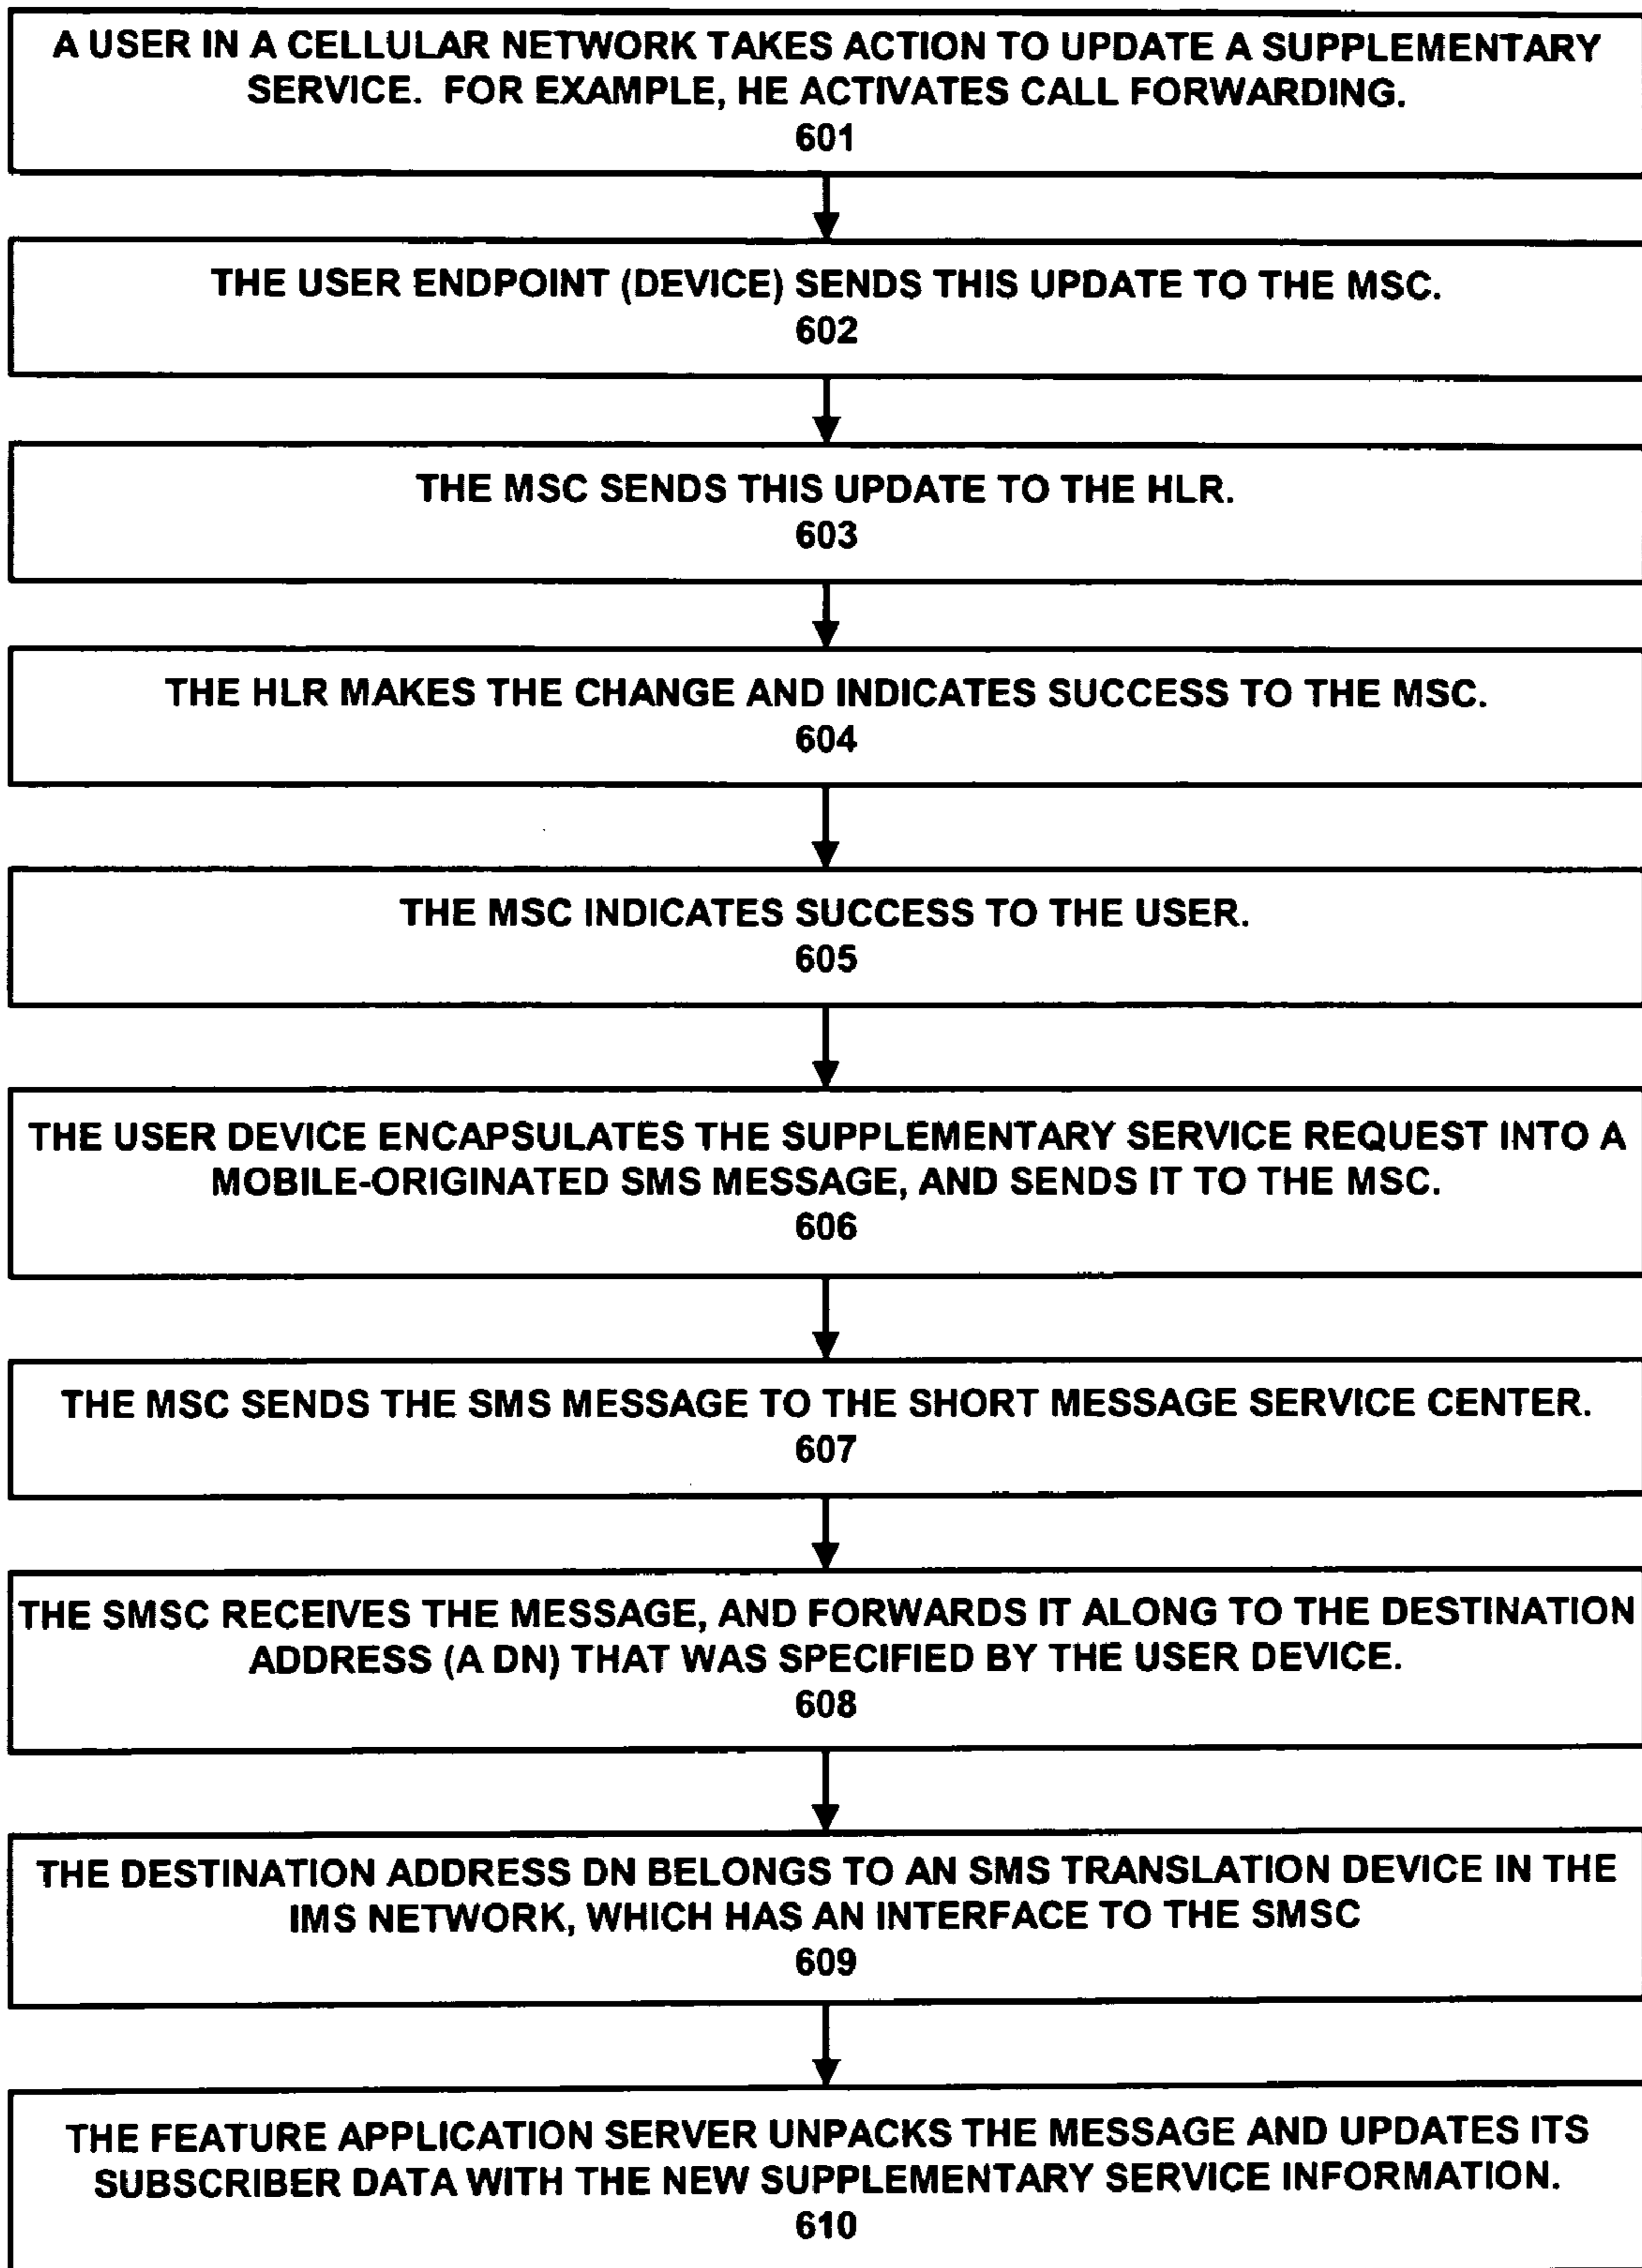 A USER IN A CELLULAR NETWORK TAKES ACTION TO UPDATE A SUPPLEMENTARY
SERVICE. FOR EXAMPLE, HE ACTIVATES CALL FORWARDING.
601
THE USER ENDPOINT (DEVICE) SENDS THIS UPDATE TO THE MSC.
602
THE MSC SENDS THIS UPDATE TO THE HLR.
603
THE HLR MAKES THE CHANGE AND INDICATES SUCCESS TO THE MSC.
604
THE MSC INDICATES SUCCESS TO THE USER.
605
THE USER DEVICE ENCAPSULATES THE SUPPLEMENTARY SERVICE REQUEST INTO A
MOBILE-ORIGINATED SMS MESSAGE, AND SENDS IT TO THE MSC.
606
THE MSC SENDS THE SMS MESSAGE TO THE SHORT MESSAGE SERVICE CENTER.
607
THE SMSC RECEIVES THE MESSAGE, AND FORWARDS IT ALONG TO THE DESTINATION
ADDRESS (A DN) THAT WAS SPECIFIED BY THE USER DEVICE.
608
THE DESTINATION ADDRESS DN BELONGS TO AN SMS TRANSLATION DEVICE IN THE
IMS NETWORK, WHICH HAS AN INTERFACE TO THE SMSC
609
THE FEATURE APPLICATION SERVER UNPACKS THE MESSAGE AND UPDATES ITS
SUBSCRIBER DATA WITH THE NEW SUPPLEMENTARY SERVICE INFORMATION.
610